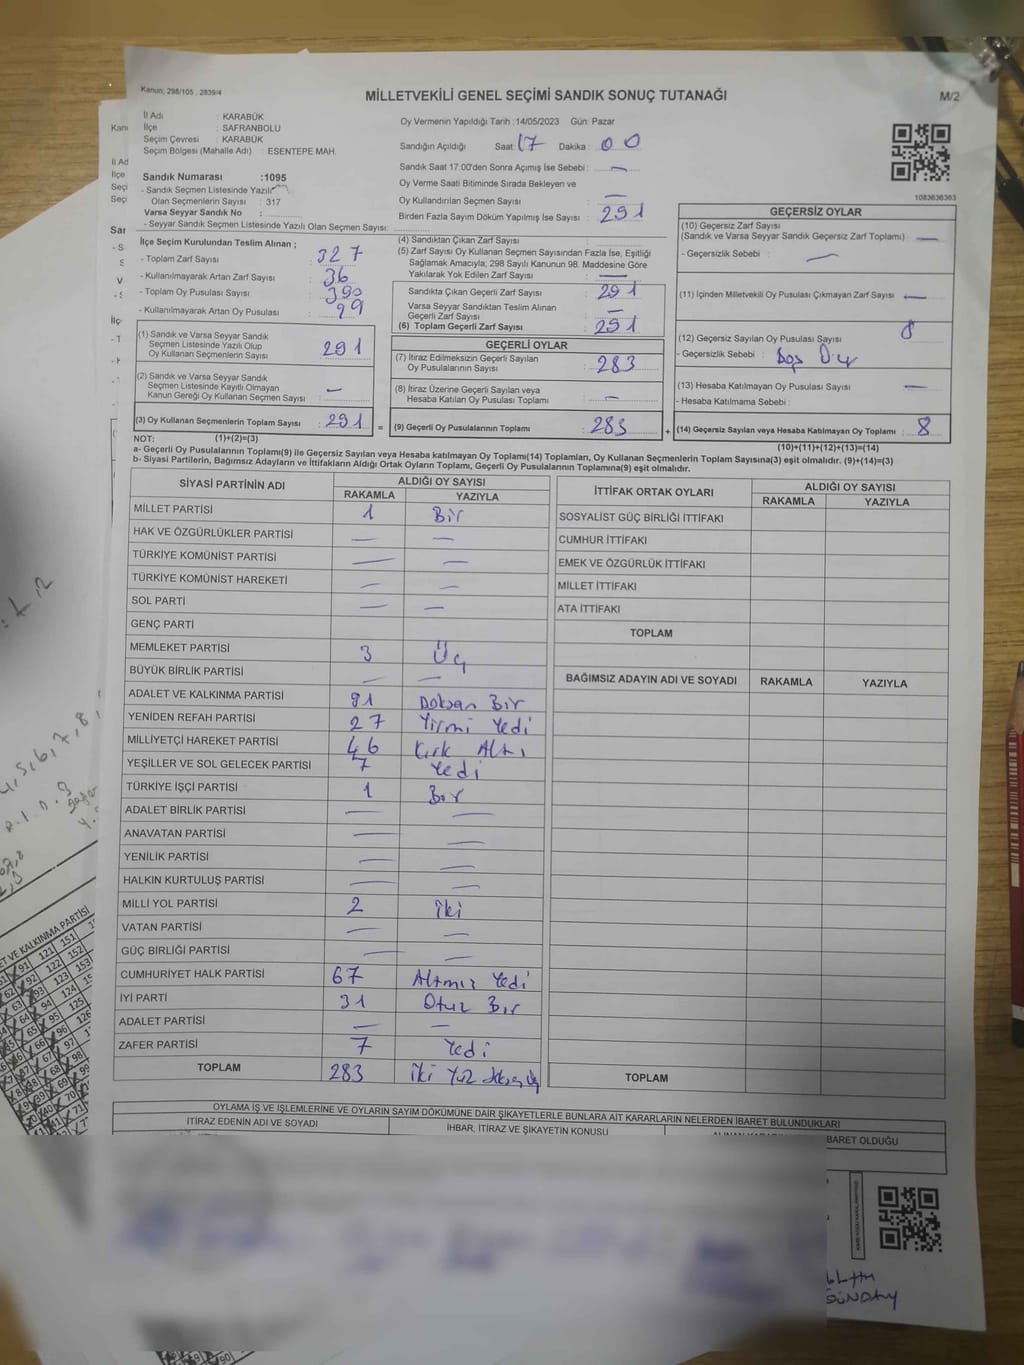 Kanun; 298/105 , 2839/4
MİLLETVEKİLİ GENEL SEÇİMİ SANDIK SONUÇ TUTANAĞI
M/2
İl Adı : KARABÜK
İlçe : SAFRANBOLU
Seçim Çevresi : KARABÜK
Seçim Bölgesi (Mahalle Adı) : ESENTEPE MAH.
Oy Vermenin Yapıldığı Tarih :14/05/2023 Gün: Pazar
Sandığın Açıldığı Saat: 17 Dakika : 00
Sandık Saat 17:00'den Sonra Açımış İse Sebebi : —
Oy Verme Saati Bitiminde Sırada Bekleyen ve
Oy Kullandırılan Seçmen Sayısı : —
Birden Fazla Sayım Döküm Yapılmış İse Sayısı : 291
1083636363
Sandık Numarası :1095
- Sandık Seçmen Listesinde Yazılı
Olan Seçmenlerin Sayısı : 317
Varsa Seyyar Sandık No :
- Seyyar Sandık Seçmen Listesinde Yazılı Olan Seçmen Sayısı:
İlçe Seçim Kurulundan Teslim Alınan ;
- Toplam Zarf Sayısı : 327
- Kullanılmayarak Artan Zarf Sayısı : 36
- Toplam Oy Pusulası Sayısı : 390
- Kullanılmayarak Artan Oy Pusulası : 99
(1) Sandık ve Varsa Seyyar Sandık
Seçmen Listesinde Yazılı Olup
Oy Kullanan Seçmenlerin Sayısı : 291
(2) Sandık ve Varsa Seyyar Sandık
Seçmen Listesinde Kayıtlı Olmayan
Kanun Gereği Oy Kullanan Seçmen Sayısı : —
(3) Oy Kullanan Seçmenlerin Toplam Sayısı : 291 =
(4) Sandıktan Çıkan Zarf Sayısı :
(5) Zarf Sayısı Oy Kullanan Seçmen Sayısından Fazla İse, Eşitliği
Sağlamak Amacıyla; 298 Sayılı Kanunun 98. Maddesine Göre
Yakılarak Yok Edilen Zarf Sayısı : —
Sandıkta Çıkan Geçerli Zarf Sayısı : 291
Varsa Seyyar Sandıktan Teslim Alınan
Geçerli Zarf Sayısı : —
(6) Toplam Geçerli Zarf Sayısı : 291
GEÇERLİ OYLAR
(7) İtiraz Edilmeksizin Geçerli Sayılan
Oy Pusulalarının Sayısı : 283
(8) İtiraz Üzerine Geçerli Sayılan veya
Hesaba Katılan Oy Pusulası Toplamı : —
(9) Geçerli Oy Pusulalarının Toplamı : 283 +
GEÇERSİZ OYLAR
(10) Geçersiz Zarf Sayısı
(Sandık ve Varsa Seyyar Sandık Geçersiz Zarf Toplamı) : —
- Geçersizlik Sebebi : —
(11) İçinden Milletvekili Oy Pusulası Çıkmayan Zarf Sayısı : —
(12) Geçersiz Sayılan Oy Pusulası Sayısı : 8
- Geçersizlik Sebebi : Boş
(13) Hesaba Katılmayan Oy Pusulası Sayısı : —
- Hesaba Katılmama Sebebi :
(14) Geçersiz Sayılan veya Hesaba Katılmayan Oy Toplamı : 8
NOT: (1)+(2)=(3)
(10)+(11)+(12)+(13)=(14)
a- Geçerli Oy Pusulalarının Toplamı(9) ile Geçersiz Sayılan veya Hesaba katılmayan Oy Toplamı(14) Toplamları, Oy Kullanan Seçmenlerin Toplam Sayısına(3) eşit olmalıdır. (9)+(14)=(3)
b- Siyasi Partilerin, Bağımsız Adayların ve İttifakların Aldığı Ortak Oyların Toplamı, Geçerli Oy Pusulalarının Toplamına(9) eşit olmalıdır.
SİYASİ PARTİNİN ADI
ALDIĞI OY SAYISI
RAKAMLA YAZIYLA
MİLLET PARTİSİ 1 Bir
HAK VE ÖZGÜRLÜKLER PARTİSİ — —
TÜRKİYE KOMÜNİST PARTİSİ — —
TÜRKİYE KOMÜNİST HAREKETİ — —
SOL PARTİ — —
GENÇ PARTİ
MEMLEKET PARTİSİ 3 Üç
BÜYÜK BİRLİK PARTİSİ — —
ADALET VE KALKINMA PARTİSİ 91 Doksan Bir
YENİDEN REFAH PARTİSİ 27 Yirmi Yedi
MİLLİYETÇİ HAREKET PARTİSİ 46 Kırk Altı
YEŞİLLER VE SOL GELECEK PARTİSİ 7 Yedi
TÜRKİYE İŞÇİ PARTİSİ 1 Bir
ADALET BİRLİK PARTİSİ — —
ANAVATAN PARTİSİ — —
YENİLİK PARTİSİ — —
HALKIN KURTULUŞ PARTİSİ — —
MİLLİ YOL PARTİSİ 2 İki
VATAN PARTİSİ — —
GÜÇ BİRLİĞİ PARTİSİ — —
CUMHURİYET HALK PARTİSİ 67 Altmış Yedi
İYİ PARTİ 31 Otuz Bir
ADALET PARTİSİ — —
ZAFER PARTİSİ 7 Yedi
TOPLAM 283 İki Yüz Seksen Üç
İTTİFAK ORTAK OYLARI
ALDIĞI OY SAYISI
RAKAMLA YAZIYLA
SOSYALİST GÜÇ BİRLİĞİ İTTİFAKI
CUMHUR İTTİFAKI
EMEK VE ÖZGÜRLÜK İTTİFAKI
MİLLET İTTİFAKI
ATA İTTİFAKI
TOPLAM
BAĞIMSIZ ADAYIN ADI VE SOYADI RAKAMLA YAZIYLA
TOPLAM
OYLAMA İŞ VE İŞLEMLERİNE VE OYLARIN SAYIM DÖKÜMÜNE DAİR ŞİKAYETLERLE BUNLARA AİT KARARLARIN NELERDEN İBARET BULUNDUKLARI
İTİRAZ EDENİN ADI VE SOYADI
İHBAR, İTİRAZ VE ŞİKAYETİN KONUSU
BARET OLDUĞU